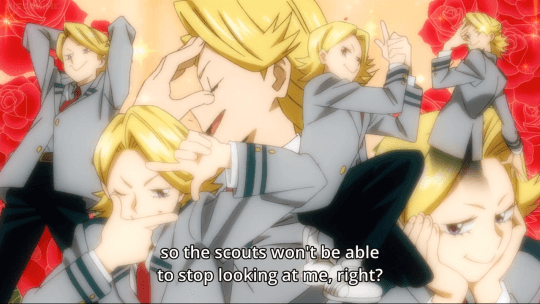 so the scouts won't be able
to stop looking at me, right?